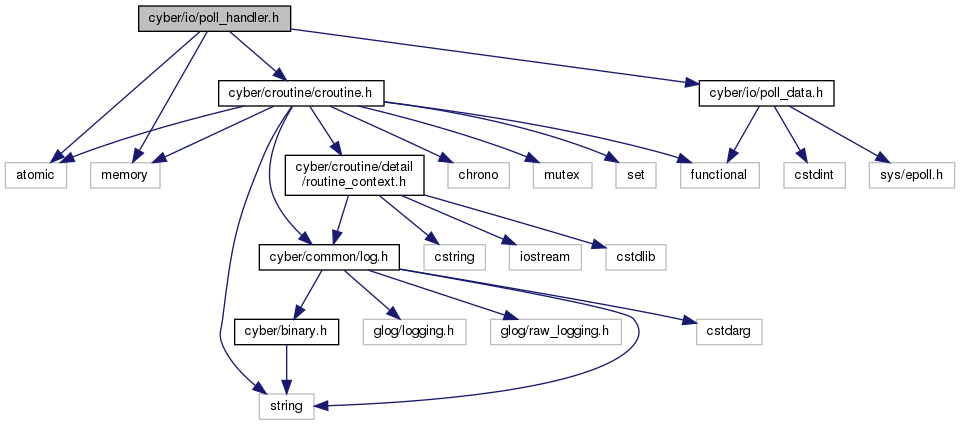 cyber/io/poll_handler.h
cyber/croutine/croutine.h
cyber/io/poll_data.h
atomic
memory
cyber/croutine/detail
/routine_context.h
chrono
mutex
set
functional
cstdint
sys/epoll.h
cyber/common/log.h
cstring
iostream
cstdlib
cyber/binary.h
glog/logging.h
glog/raw_logging.h
cstdarg
string